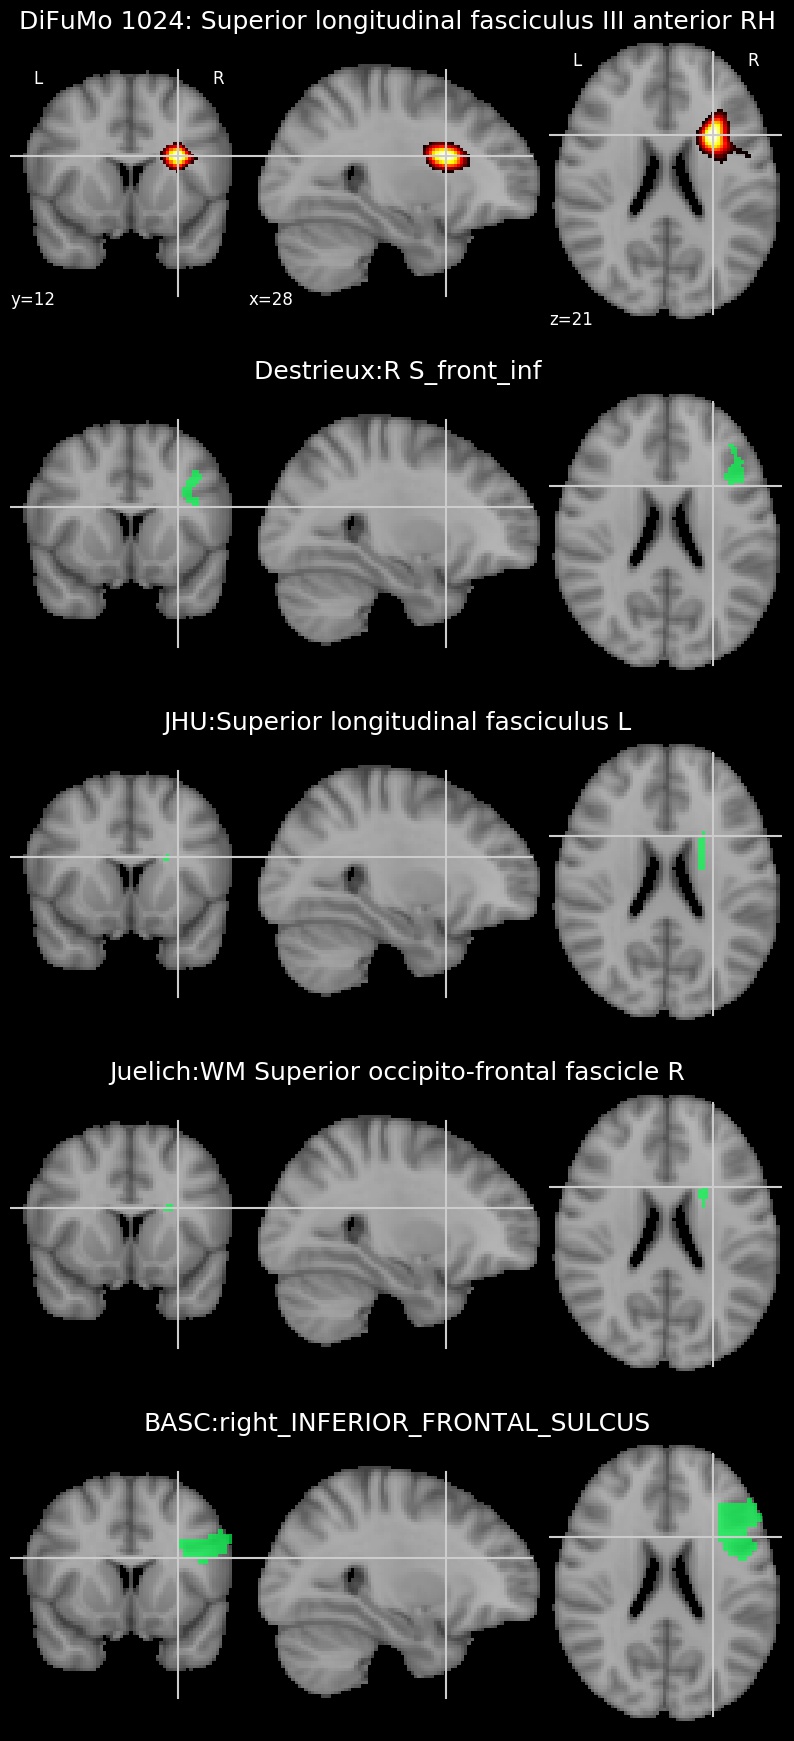 DiFuMo 1024: Superior longitudinal fasciculus III anterior RH
L R L R
y=12 x=28 z=21
Destrieux:R S_front_inf
JHU:Superior longitudinal fasciculus L
Juelich:WM Superior occipito-frontal fascicle R
BASC:right_INFERIOR_FRONTAL_SULCUS